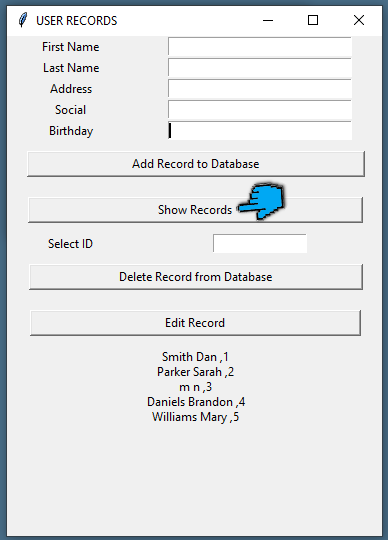 USER RECORDS
First Name
Last Name
Address
Social
Birthday
Add Record to Database
Show Records
Select ID
Delete Record from Database
Edit Record
Smith Dan ,1
Parker Sarah ,2
m n ,3
Daniels Brandon ,4
Williams Mary ,5